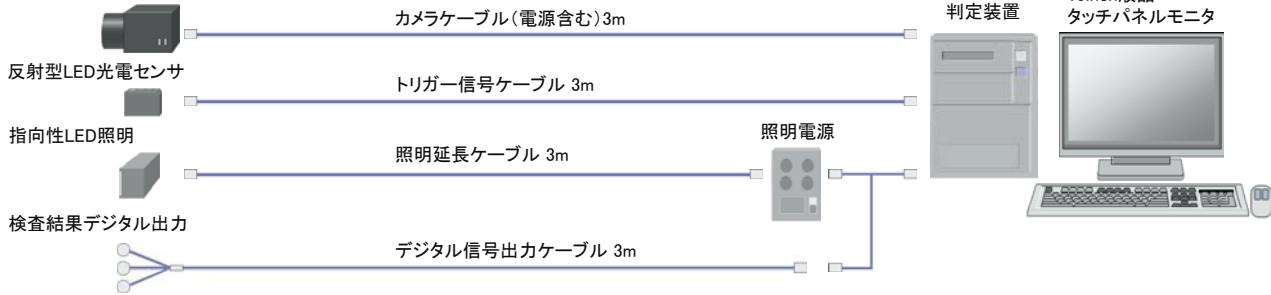 カメラケーブル（電源含む）3m
判定装置
タッチパネルモニタ
反射型LED光電センサ
トリガー信号ケーブル 3m
指向性LED照明
照明電源
照明延長ケーブル 3m
検査結果デジタル出力
デジタル信号出力ケーブル 3m